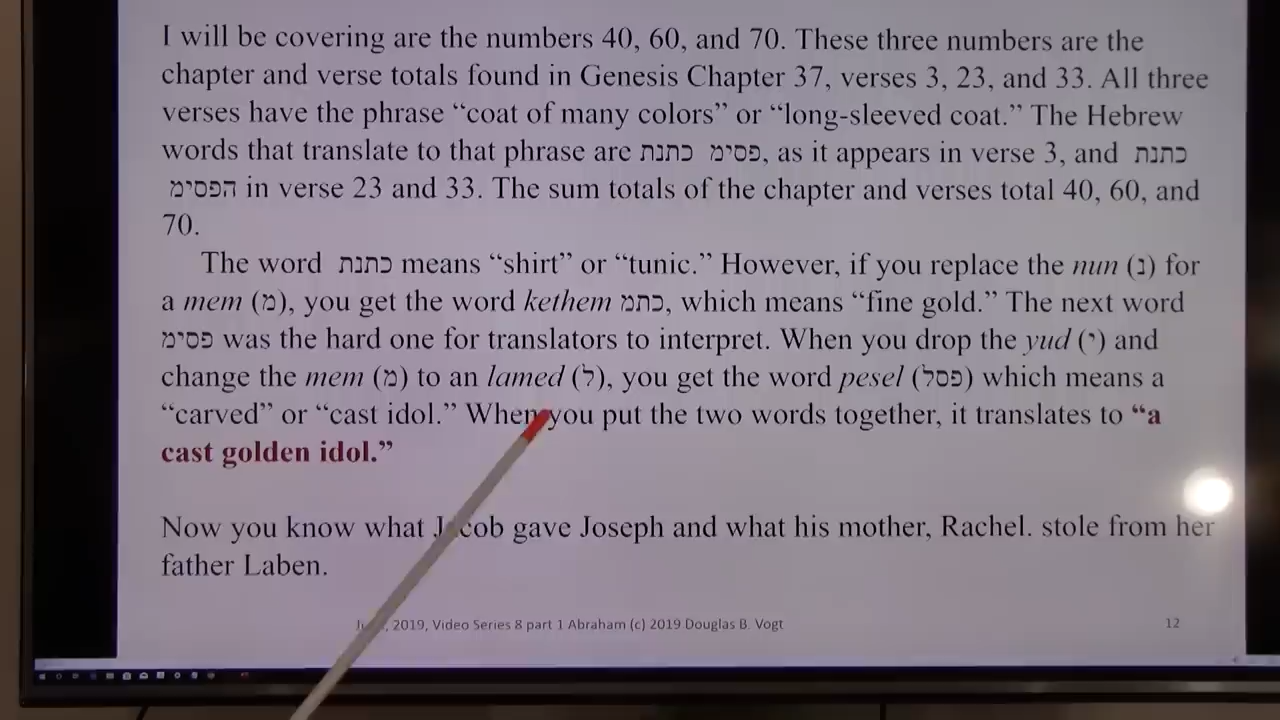 I will be covering are the numbers 40, 60, and 70. These three numbers are the
chapter and verse totals found in Genesis Chapter 37, verses 3, 23, and 33. All three
verses have the phrase “coat of many colors” or “long-sleeved coat.” The Hebrew
words that translate to that phrase are פסימ כתנת, as it appears in verse 3, and כתנת
הפסימ in verse 23 and 33. The sum totals of the chapter and verses total 40, 60, and
70.
The word כתנת means “shirt” or “tunic.” However, if you replace the nun (נ) for
a mem (מ), you get the word kethem כתמ, which means “fine gold.” The next word
פסימ was the hard one for translators to interpret. When you drop the yud (י) and
change the mem (מ) to an lamed (ל), you get the word pesel (פסל) which means a
“carved” or “cast idol.” When you put the two words together, it translates to “a
cast golden idol.”
Now you know what Jacob gave Joseph and what his mother, Rachel. stole from her
father Laben.
2019, Video Series 8 part 1 Abraham (c) 2019 Douglas B. Vogt 12